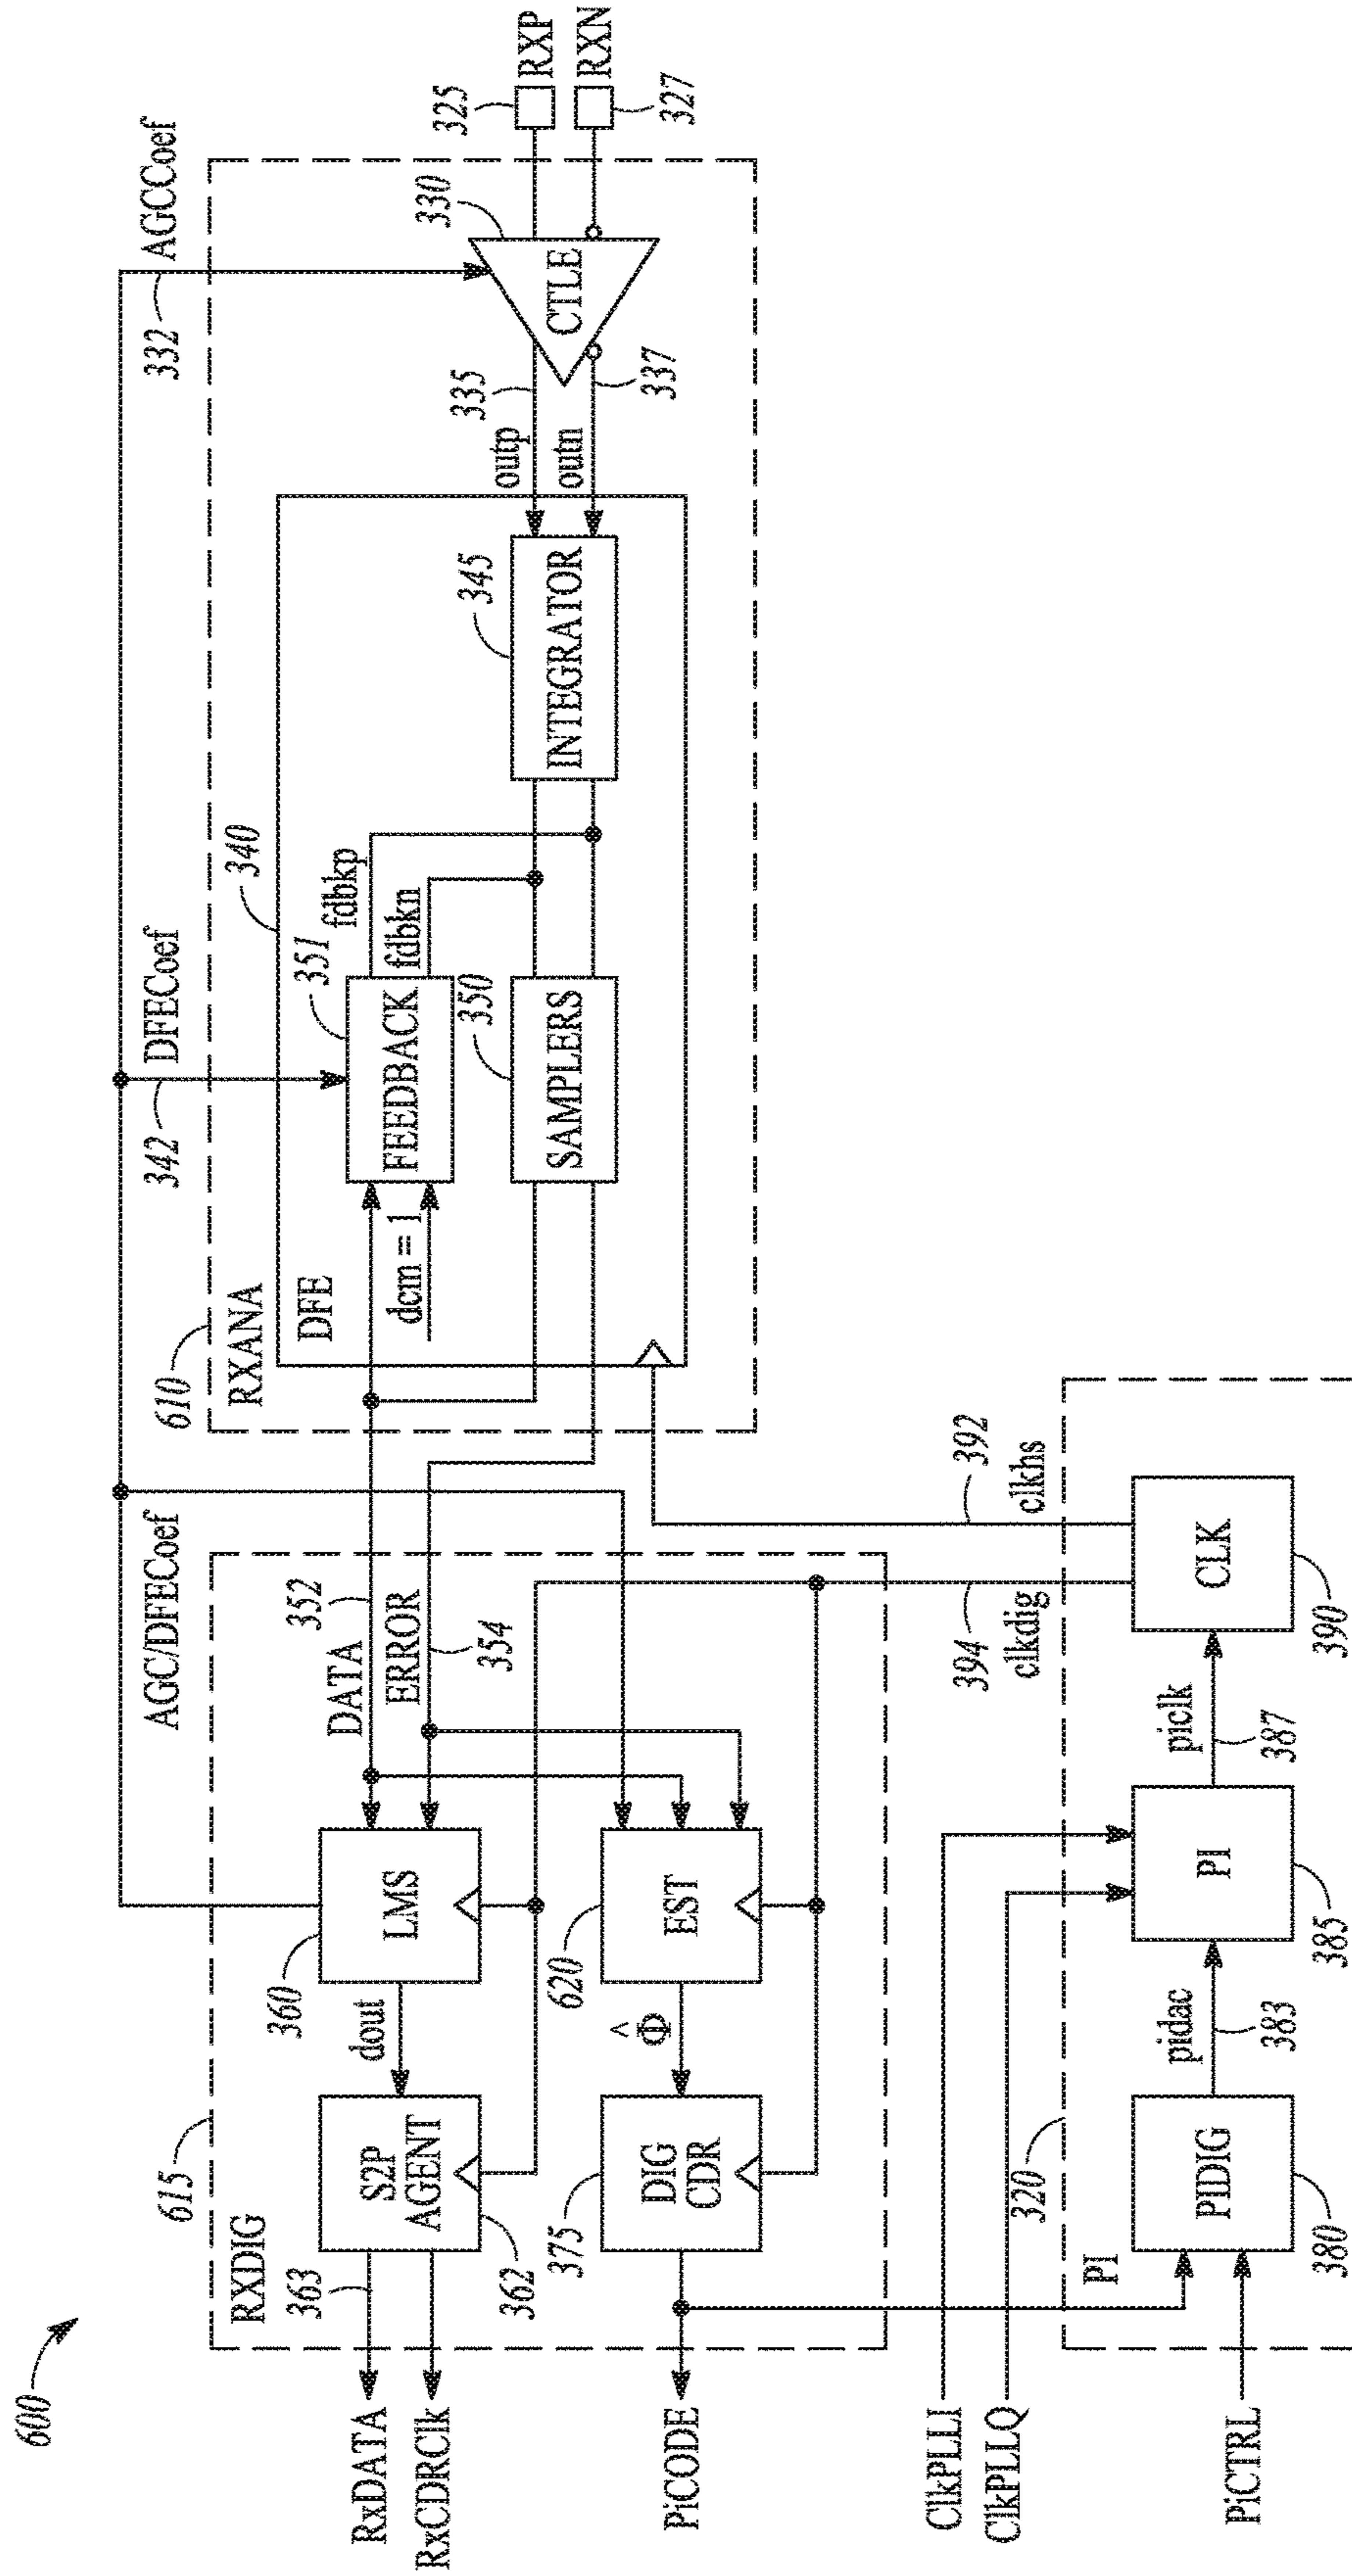 600
615
RXDIG
610
RXANA
AGC/DFECoef
342
DFECoef
332
AGCCoef
340
DFE
dcm = 1
351
FEEDBACK
fdbkp
fdbkn
350
SAMPLERS
345
INTEGRATOR
outp
335
outn
337
330
CTLE
325
RXP
RXN
327
352
DATA
ERROR
354
360
LMS
dout
S2P
AGENT
362
363
RxDATA
RxCDRClk
620
EST
Φ̂
375
DIG
CDR
PiCODE
ClkPLLI
ClkPLLQ
PiCTRL
320
PI
PIDIG
380
pidac
383
PI
385
piclk
387
CLK
390
394
clkdig
392
clkhs